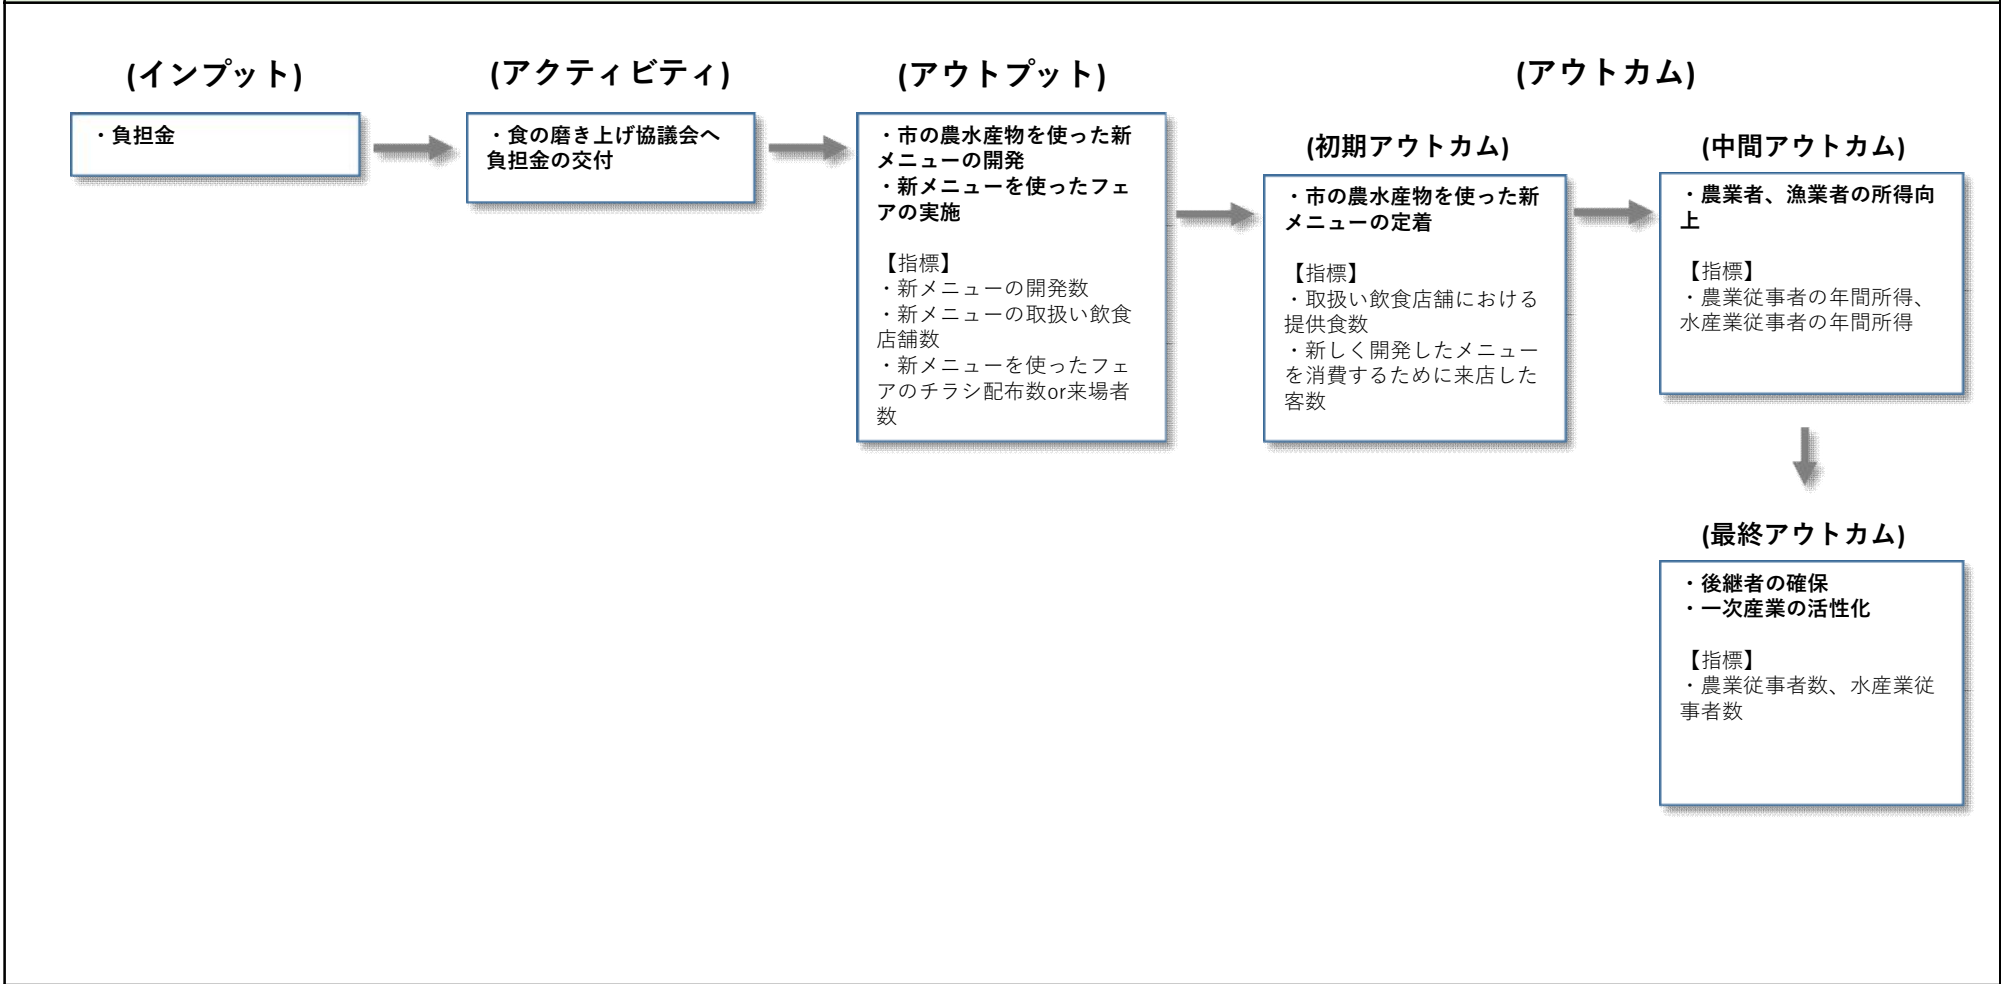 (インプット)
・負担金
(アクティビティ)
・食の磨き上げ協議会へ
負担金の交付
(アウトプット)
・市の農水産物を使った新
メニューの開発
・新メニューを使ったフェ
アの実施
【指標】
・新メニューの開発数
・新メニューの取扱い飲食
店舗数
・新メニューを使ったフェ
アのチラシ配布数or来場者
数
(アウトカム)
(初期アウトカム)
・市の農水産物を使った新
メニューの定着
【指標】
・取扱い飲食店舗における
提供食数
・新しく開発したメニュー
を消費するために来店した
客数
(中間アウトカム)
・農業者、漁業者の所得向
上
【指標】
・農業従事者の年間所得、
水産業従事者の年間所得
(最終アウトカム)
・後継者の確保
・一次産業の活性化
【指標】
・農業従事者数、水産業従
事者数